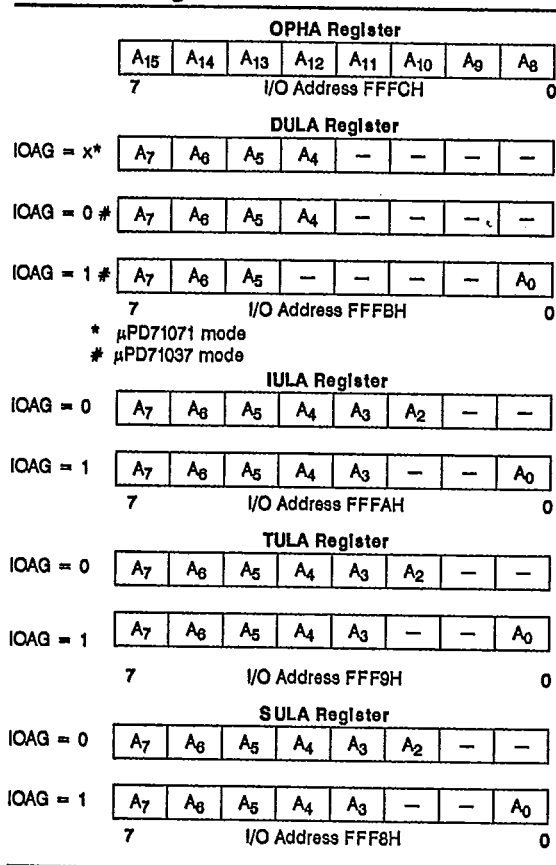 OPHA Register
A15 A14 A13 A12 A11 A10 A9 A8
7 I/O Address FFFCH 0
DULA Register
IOAG = x* A7 A6 A5 A4 — — — —
IOAG = 0 # A7 A6 A5 A4 — — — —
IOAG = 1 # A7 A6 A5 — — — — A0
7 I/O Address FFFBH 0
* μPD71071 mode
# μPD71037 mode
IULA Register
IOAG = 0 A7 A6 A5 A4 A3 A2 — —
IOAG = 1 A7 A6 A5 A4 A3 — — A0
7 I/O Address FFFAH 0
TULA Register
IOAG = 0 A7 A6 A5 A4 A3 A2 — —
IOAG = 1 A7 A6 A5 A4 A3 — — A0
7 I/O Address FFF9H 0
SULA Register
IOAG = 0 A7 A6 A5 A4 A3 A2 — —
IOAG = 1 A7 A6 A5 A4 A3 — — A0
7 I/O Address FFF8H 0